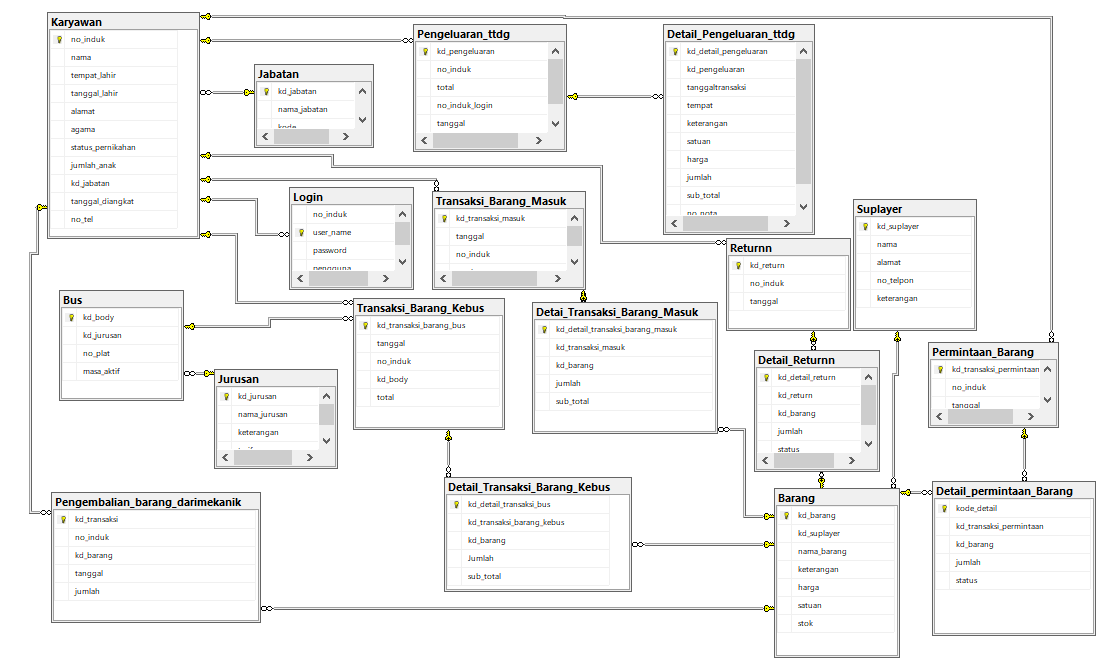 Karyawan
no_induk
nama
tempat_lahir
tanggal_lahir
alamat
agama
status_pernikahan
jumlah_anak
kd_jabatan
tanggal_diangkat
no_tel
Jabatan
kd_jabatan
nama_jabatan
kode
Pengeluaran_ttdg
kd_pengeluaran
no_induk
total
no_induk_login
tanggal
Detail_Pengeluaran_ttdg
kd_detail_pengeluaran
kd_pengeluaran
tanggaltransaksi
tempat
keterangan
satuan
harga
jumlah
sub_total
no_nota
Login
no_induk
user_name
password
pengguna
Transaksi_Barang_Masuk
kd_transaksi_masuk
tanggal
no_induk
Suplayer
kd_suplayer
nama
alamat
no_telpon
keterangan
Returnn
kd_return
no_induk
tanggal
Bus
kd_body
kd_jurusan
no_plat
masa_aktif
Transaksi_Barang_Kebus
kd_transaksi_barang_bus
tanggal
no_induk
kd_body
total
Detai_Transaksi_Barang_Masuk
kd_detail_transaksi_barang_masuk
kd_transaksi_masuk
kd_barang
jumlah
sub_total
Permintaan_Barang
kd_transaksi_permintaan
no_induk
tanggal
Detail_Returnn
kd_detail_return
kd_return
kd_barang
jumlah
status
Jurusan
kd_jurusan
nama_jurusan
keterangan
Detail_Transaksi_Barang_Kebus
kd_detail_transaksi_bus
kd_transaksi_barang_kebus
kd_barang
Jumlah
sub_total
Pengembalian_barang_darimekanik
kd_transaksi
no_induk
kd_barang
tanggal
jumlah
Barang
kd_barang
kd_suplayer
nama_barang
keterangan
harga
satuan
stok
Detail_permintaan_Barang
kode_detail
kd_transaksi_permintaan
kd_barang
jumlah
status